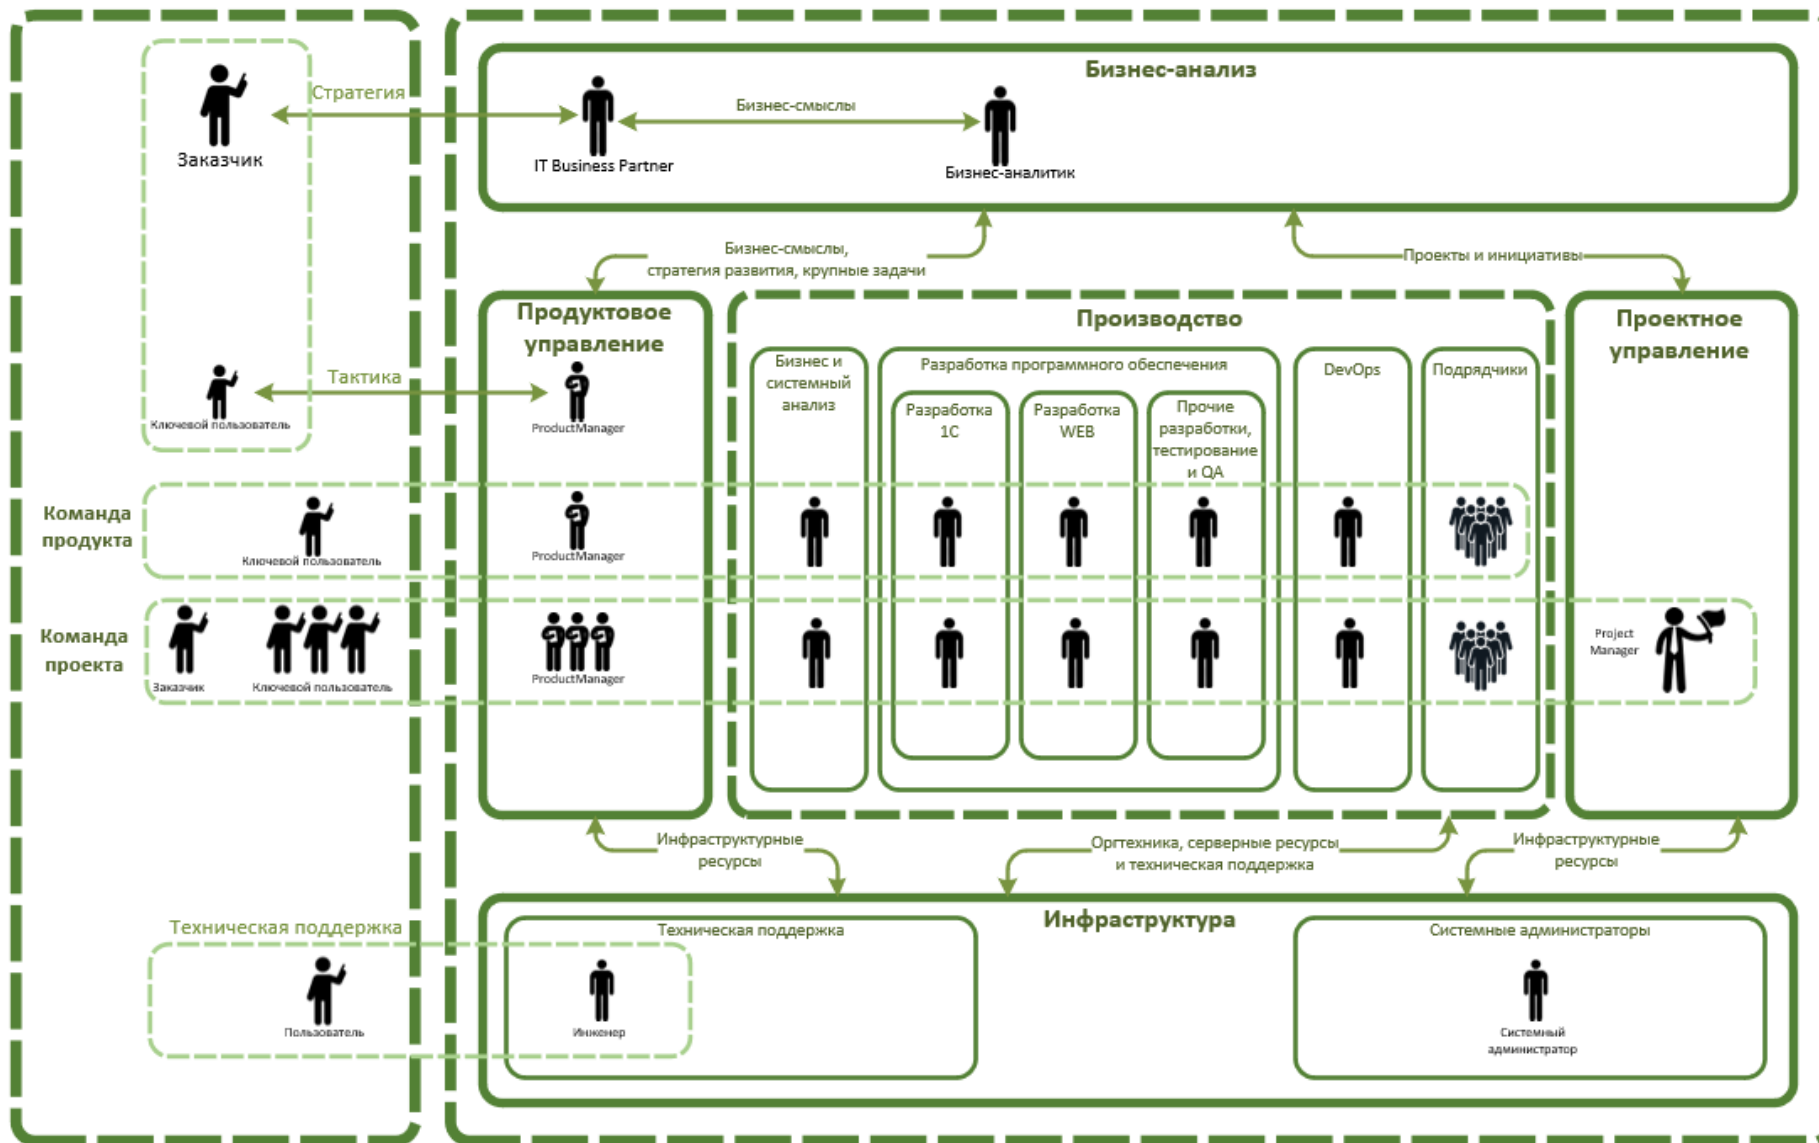 Бизнес-анализ
Стратегия
Бизнес-смыслы
Заказчик
IT Business Partner
Бизнес-аналитик
Бизнес-смыслы,
стратегия развития, крупные задачи
Проекты и инициативы
Продуктовое
управление
Производство
Проектное
управление
Бизнес и
системный
анализ
Разработка программного обеспечения
DevOps
Подрядчики
Тактика
Ключевой пользователь
ProductManager
Разработка
1С
Разработка
WEB
Прочие
разработки,
тестирование
и QA
Команда
продукта
Ключевой пользователь
ProductManager
Команда
проекта
Заказчик
Ключевой пользователь
ProductManager
Project
Manager
Инфраструктурные
ресурсы
Оргтехника, серверные ресурсы
и техническая поддержка
Инфраструктурные
ресурсы
Инфраструктура
Техническая поддержка
Техническая поддержка
Системные администраторы
Пользователь
Инженер
Системный
администратор